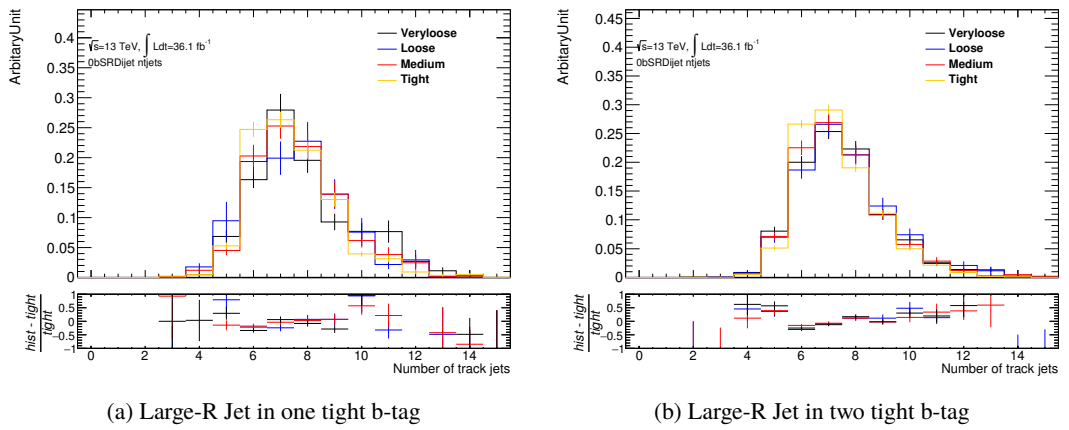 ArbitraryUnit
0.4
0.35
0.3
0.25
0.2
0.15
0.1
0.05
0
√s=13 TeV, ∫ Ldt=36.1 fb⁻¹
0bSRDijet ntjets
Veryloose
Loose
Medium
Tight
hist - tight
tight
1
0.5
0
−0.5
−1
0 2 4 6 8 10 12 14
Number of track jets
(a) Large-R Jet in one tight b-tag
ArbitraryUnit
0.45
0.4
0.35
0.3
0.25
0.2
0.15
0.1
0.05
0
√s=13 TeV, ∫ Ldt=36.1 fb⁻¹
0bSRDijet ntjets
Veryloose
Loose
Medium
Tight
hist - tight
tight
1
0.5
0
−0.5
−1
0 2 4 6 8 10 12 14
Number of track jets
(b) Large-R Jet in two tight b-tag